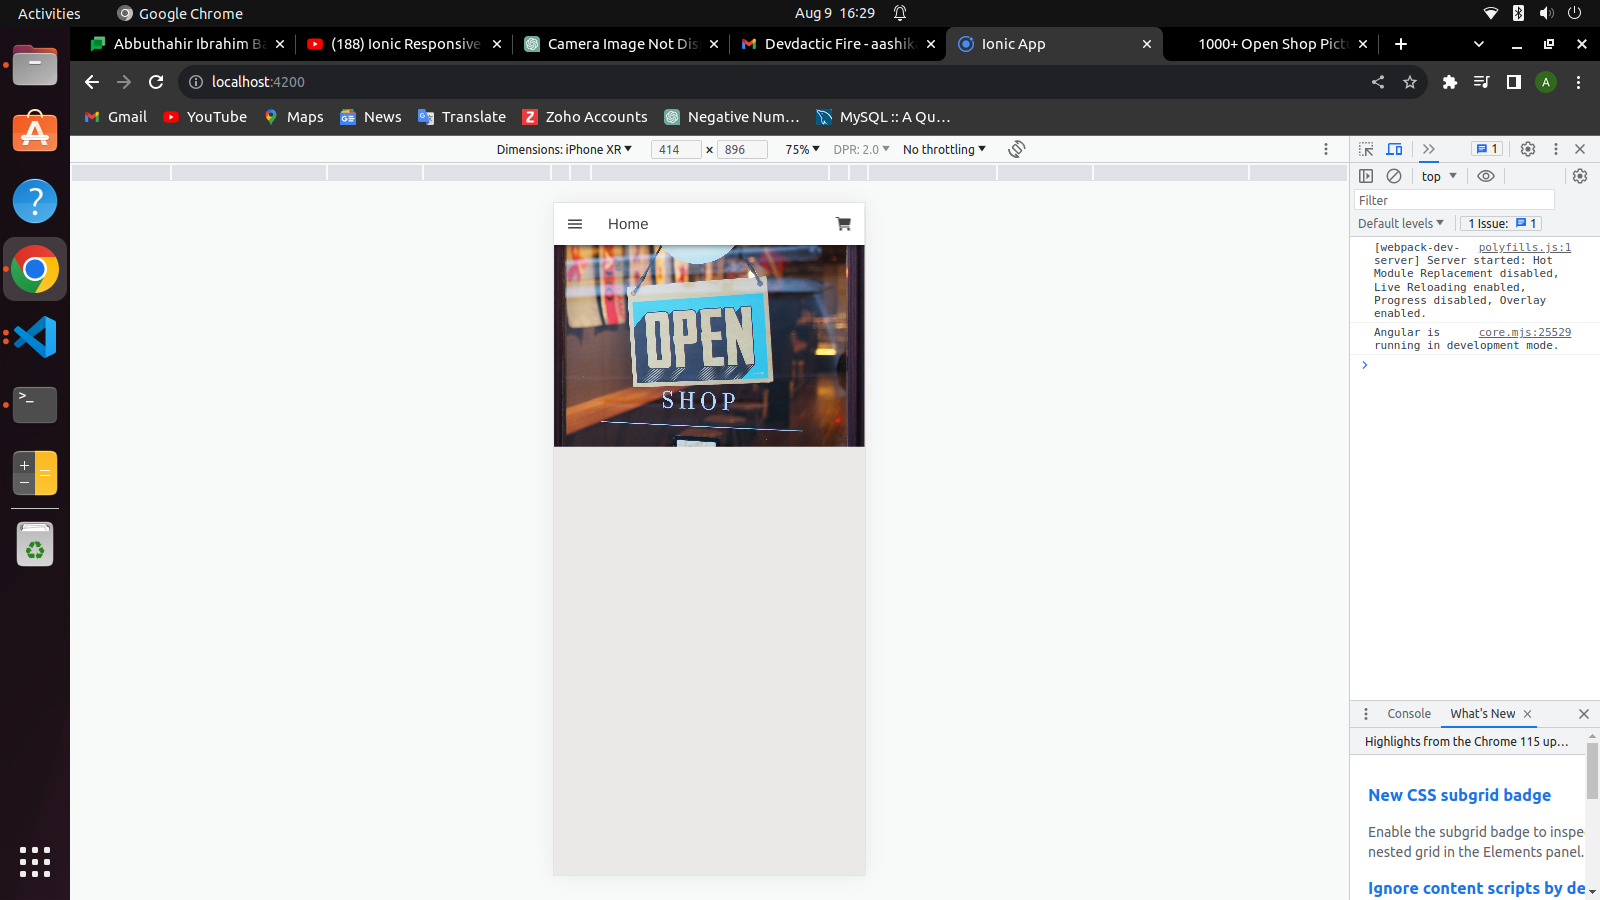 Activities
Google Chrome
Aug 9 16:29
Abbuthahir Ibrahim Ba
(188) Ionic Responsive
Camera Image Not Dis
Devdactic Fire - aashika
Ionic App
1000+ Open Shop Pictu
localhost:4200
A
Gmail
YouTube
Maps
News
Translate
Zoho Accounts
Negative Num...
MySQL :: A Qu...
Dimensions: iPhone XR
414 × 896
75%
DPR: 2.0
No throttling
1
top
Filter
Default levels
1 Issue: 1
Home
OPEN
SHOP
[webpack-dev- polyfills.js:1
server] Server started: Hot
Module Replacement disabled,
Live Reloading enabled,
Progress disabled, Overlay
enabled.
Angular is core.mjs:25529
running in development mode.
Console
What's New
Highlights from the Chrome 115 up...
New CSS subgrid badge
Enable the subgrid badge to inspe
nested grid in the Elements panel.
Ignore content scripts by de